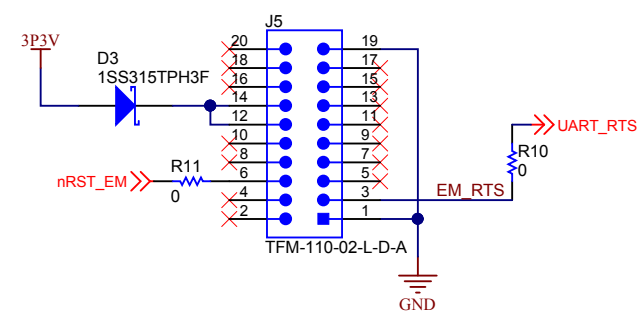 J5
3P3V
D3
1SS315TPH3F
20 19
18 17
16 15
14 13
12 11
10 9
8 7
6 5
4 3
2 1
UART_RTS
R10
0
R11
nRST_EM
0
EM_RTS
TFM-110-02-L-D-A
GND